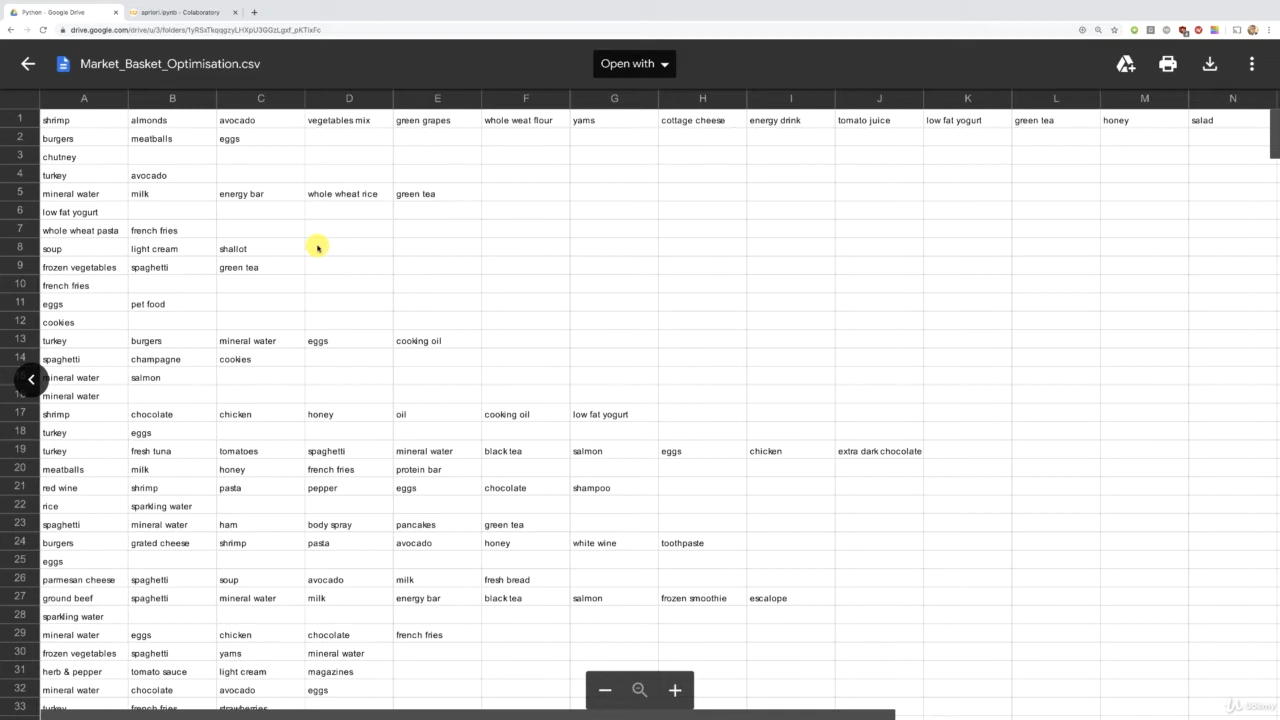 Python - Google Drive
apriori.ipynb - Colaboratory
drive.google.com/drive/u/3/folders/1yRSxTkqqgzyLHXpU3GGzLgxf_pKTixFc
Market_Basket_Optimisation.csv
Open with
A B C D E F G H I J K L M N
1 shrimp almonds avocado vegetables mix green grapes whole weat flour yams cottage cheese energy drink tomato juice low fat yogurt green tea honey salad
2 burgers meatballs eggs
3 chutney
4 turkey avocado
5 mineral water milk energy bar whole wheat rice green tea
6 low fat yogurt
7 whole wheat pasta french fries
8 soup light cream shallot
9 frozen vegetables spaghetti green tea
10 french fries
11 eggs pet food
12 cookies
13 turkey burgers mineral water eggs cooking oil
14 spaghetti champagne cookies
15 mineral water salmon
16 mineral water
17 shrimp chocolate chicken honey oil cooking oil low fat yogurt
18 turkey eggs
19 turkey fresh tuna tomatoes spaghetti mineral water black tea salmon eggs chicken extra dark chocolate
20 meatballs milk honey french fries protein bar
21 red wine shrimp pasta pepper eggs chocolate shampoo
22 rice sparkling water
23 spaghetti mineral water ham body spray pancakes green tea
24 burgers grated cheese shrimp pasta avocado honey white wine toothpaste
25 eggs
26 parmesan cheese spaghetti soup avocado milk fresh bread
27 ground beef spaghetti mineral water milk energy bar black tea salmon frozen smoothie escalope
28 sparkling water
29 mineral water eggs chicken chocolate french fries
30 frozen vegetables spaghetti yams mineral water
31 herb & pepper tomato sauce light cream magazines
32 mineral water chocolate avocado eggs
33 turkey french fries strawberries
Udemy